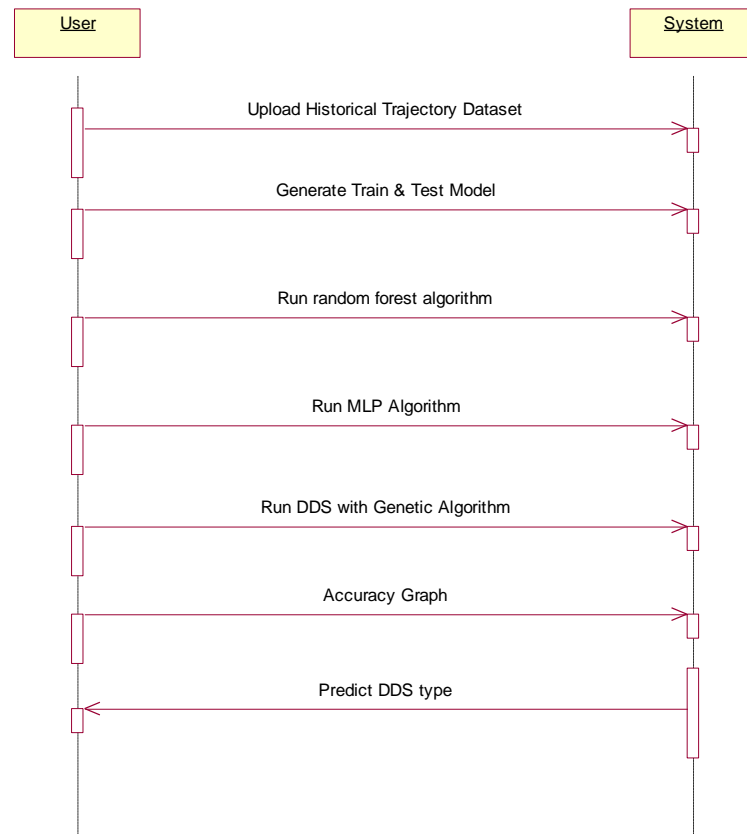 User
System
Upload Historical Trajectory Dataset
Generate Train & Test Model
Run random forest algorithm
Run MLP Algorithm
Run DDS with Genetic Algorithm
Accuracy Graph
Predict DDS type